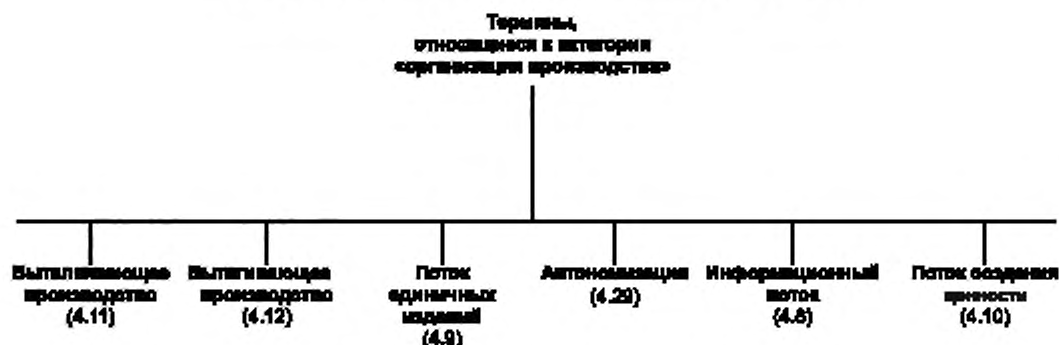 Термины,
относящиеся к категории
«организация производства»
Выталкивающее
производство
(4.11)
Вытягивающее
производство
(4.12)
Поток
единичных
изделий
(4.9)
Автономизация
(4.29)
Информационный
поток
(4.8)
Поток создания
ценности
(4.10)